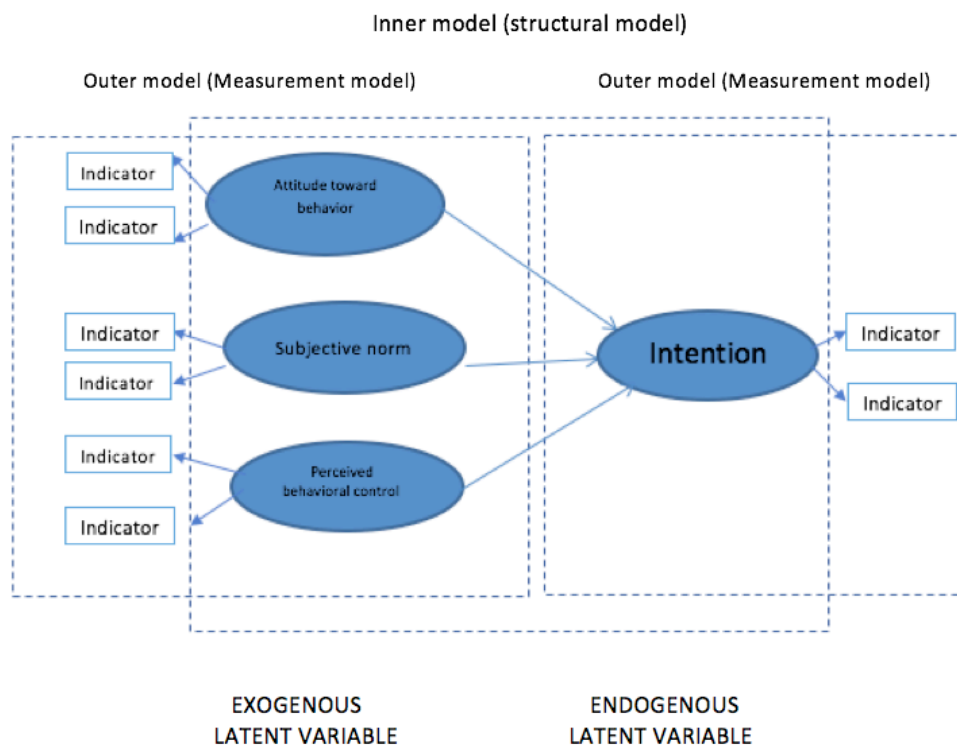 Inner model (structural model)
Outer model (Measurement model)
Outer model (Measurement model)
Indicator
Indicator
Attitude toward
behavior
Indicator
Indicator
Subjective norm
Indicator
Indicator
Perceived
behavioral control
Intention
Indicator
Indicator
EXOGENOUS
LATENT VARIABLE
ENDOGENOUS
LATENT VARIABLE